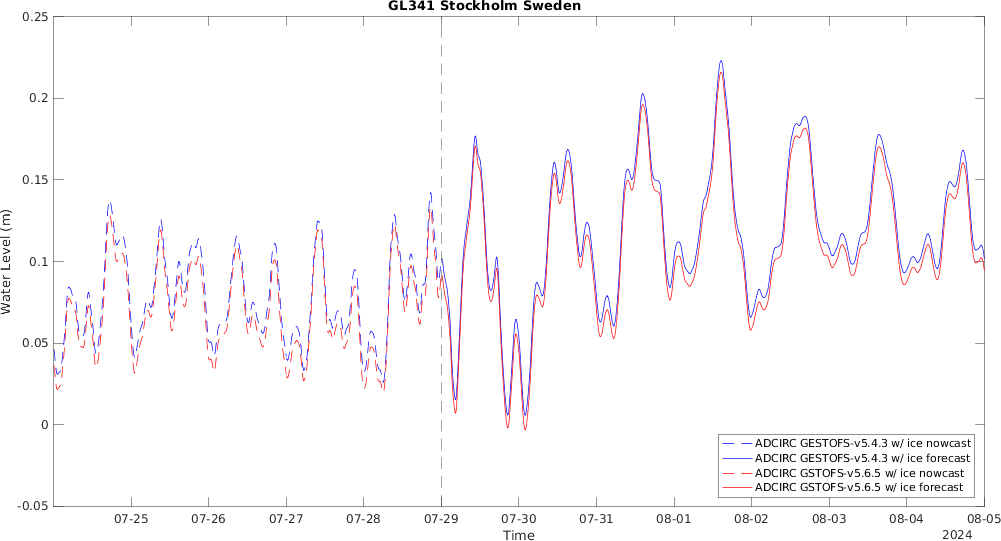 GL341 Stockholm Sweden
0.25
0.2
0.15
0.1
0.05
0
-0.05
Water Level (m)
07-25 07-26 07-27 07-28 07-29 07-30 07-31 08-01 08-02 08-03 08-04 08-05
Time
2024
ADCIRC GESTOFS-v5.4.3 w/ ice nowcast
ADCIRC GESTOFS-v5.4.3 w/ ice forecast
ADCIRC GSTOFS-v5.6.5 w/ ice nowcast
ADCIRC GSTOFS-v5.6.5 w/ ice forecast